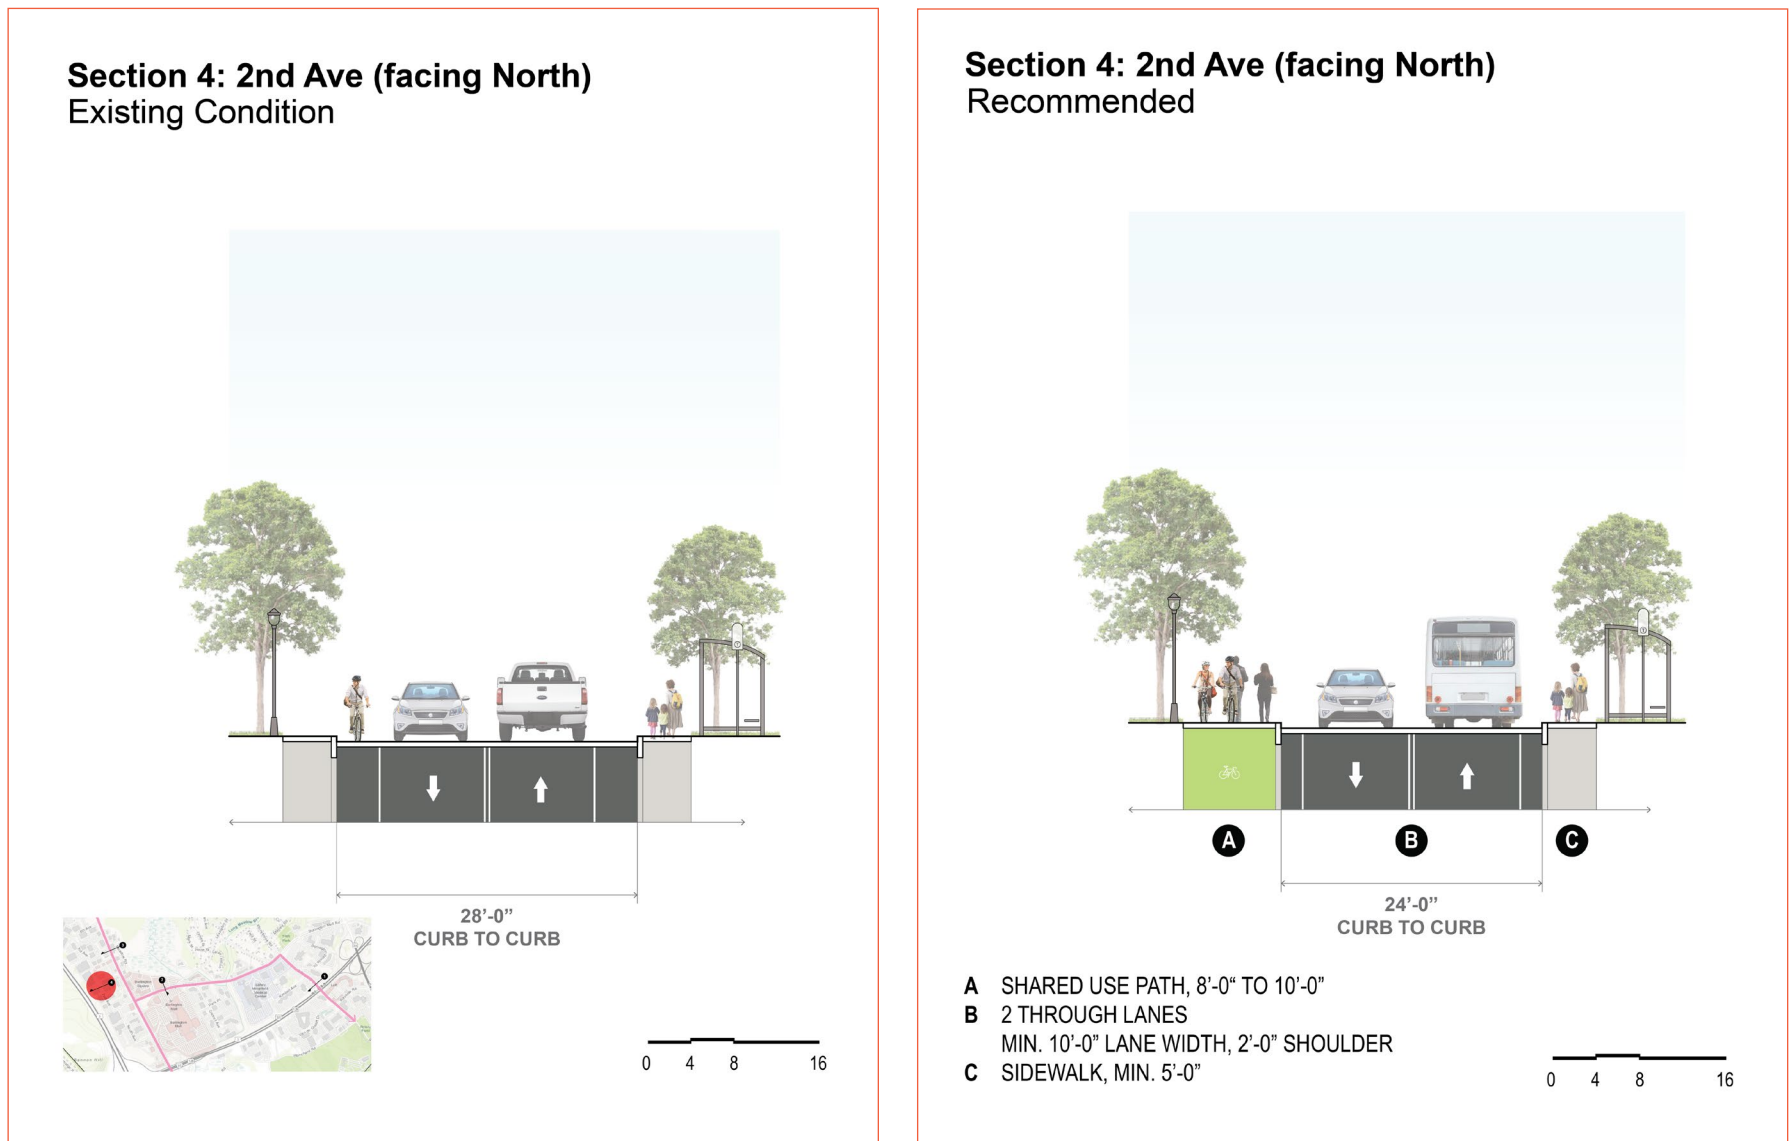 Section 4: 2nd Ave (facing North)
Existing Condition
28’-0”
CURB TO CURB
0 4 8 16
Section 4: 2nd Ave (facing North)
Recommended
A B C
24’-0”
CURB TO CURB
A SHARED USE PATH, 8’-0“ TO 10’-0”
B 2 THROUGH LANES
MIN. 10’-0” LANE WIDTH, 2’-0” SHOULDER
C SIDEWALK, MIN. 5’-0”
0 4 8 16